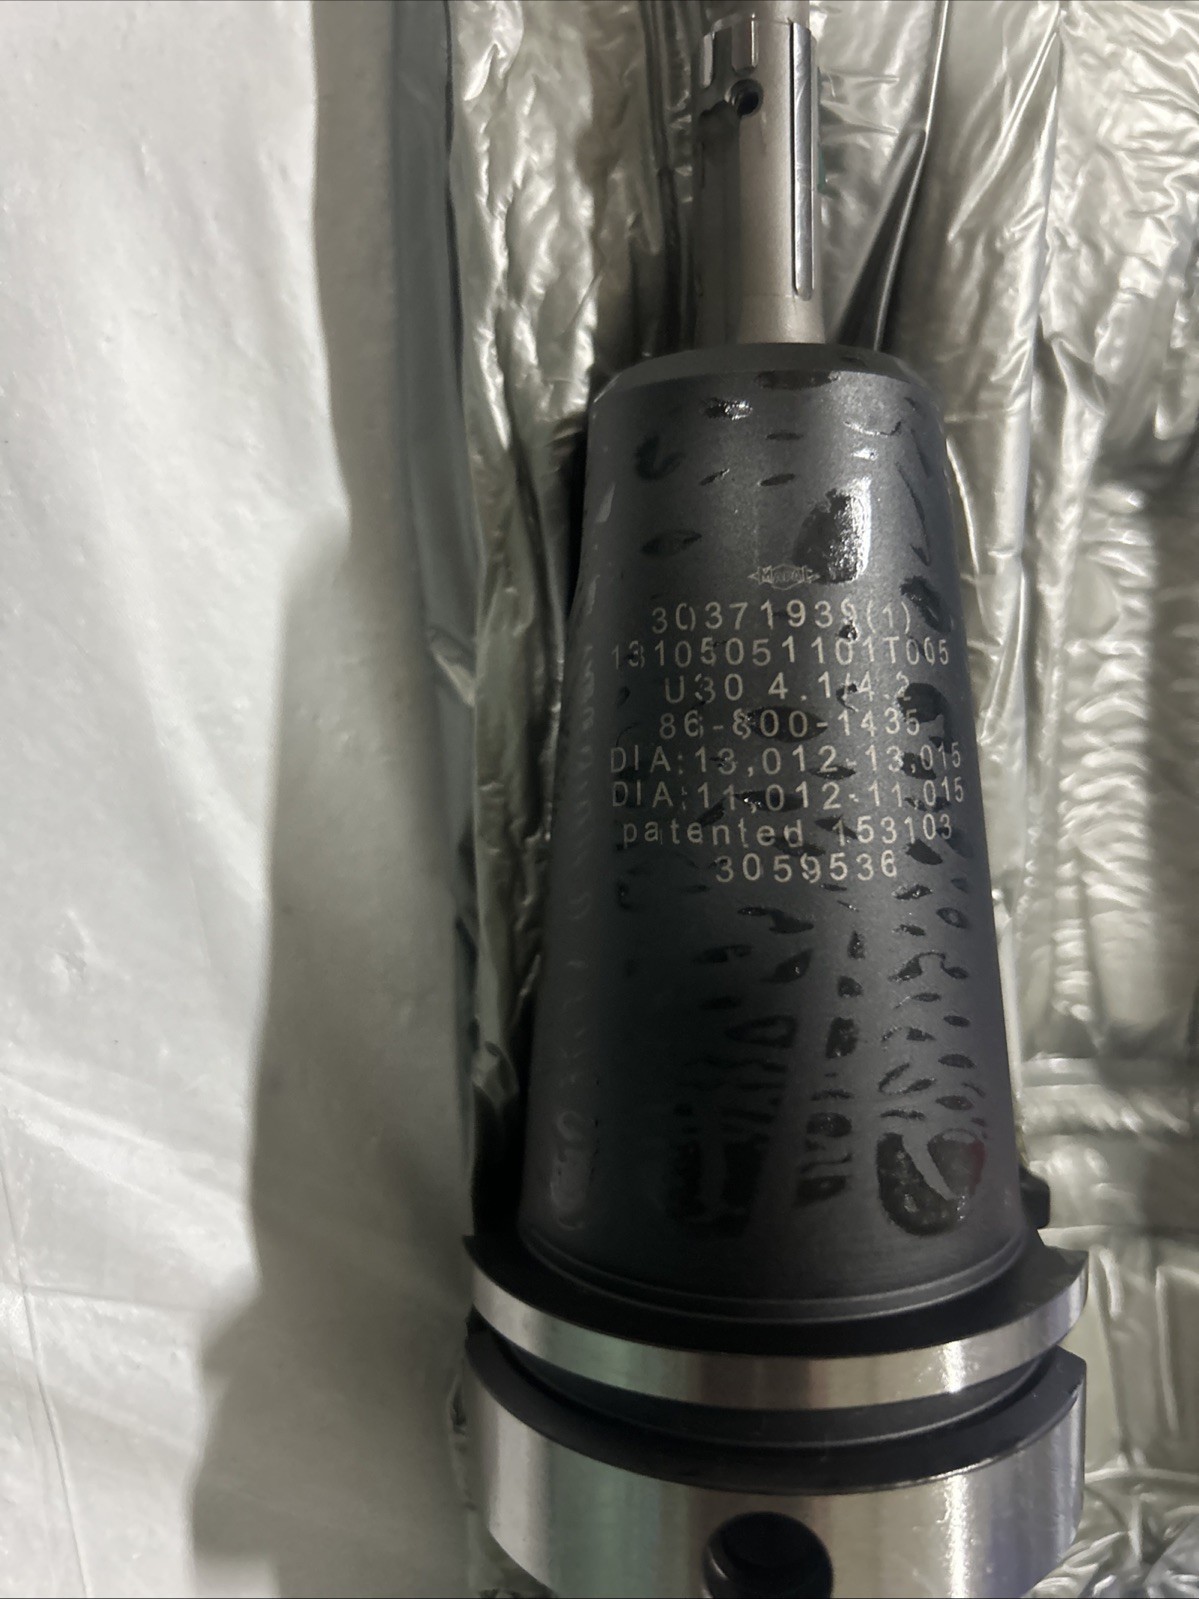 MAPAL
30371939(1)
13105051101T005
U30 4.1/4.2
86-800-1435
DIA:13,012-13,015
DIA:11,012-11,015
patented 153103
3059536